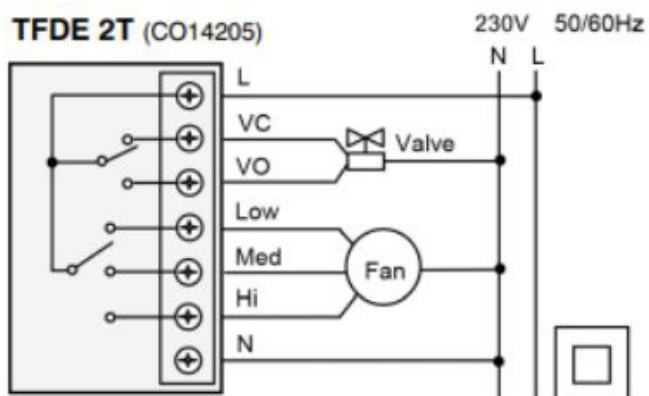 TFDE 2T (CO14205)
230V 50/60Hz
N L
L
VC
Valve
VO
Low
Med
Fan
Hi
N